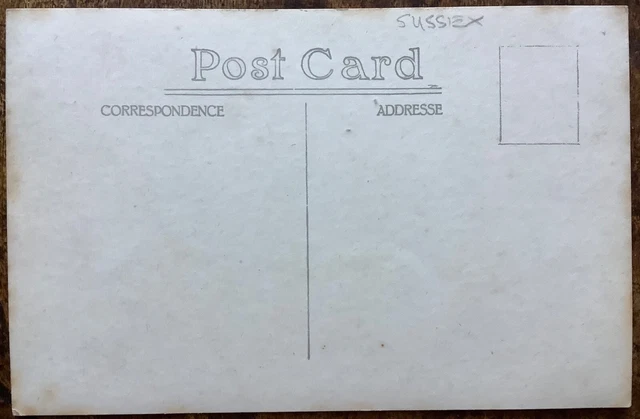 SUSSEX
Post Card
CORRESPONDENCE
ADDRESSE